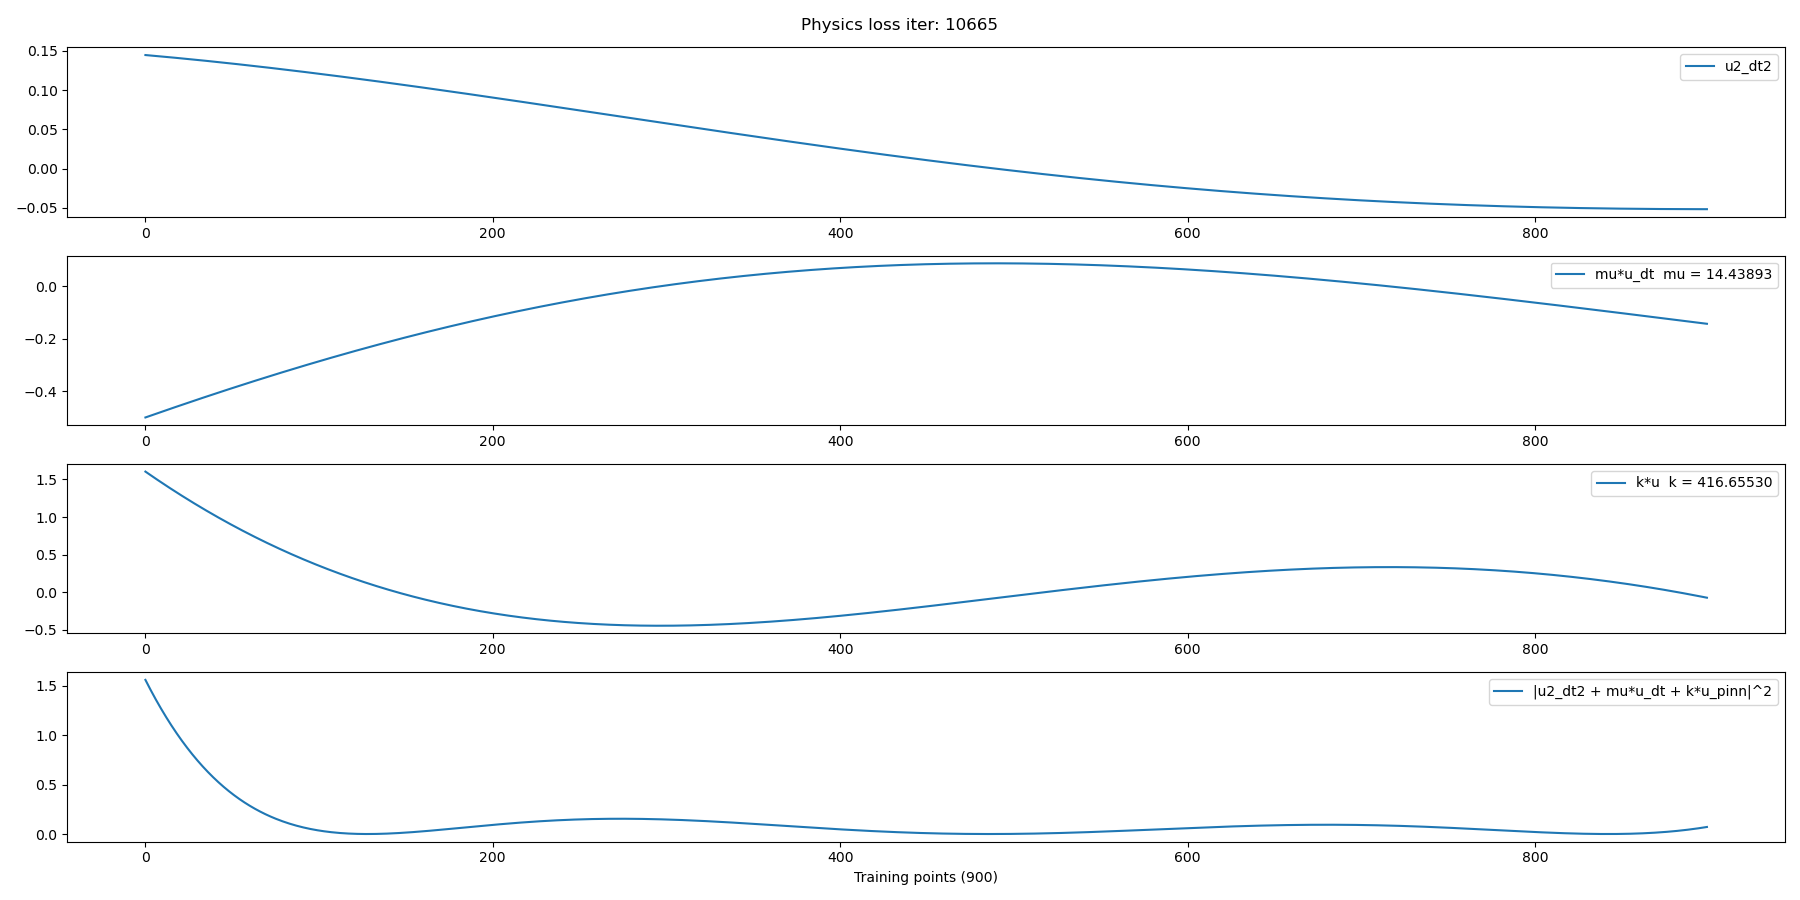 Physics loss iter: 10665
0.15
0.10
0.05
0.00
−0.05
u2_dt2
0 200 400 600 800
0.0
−0.2
−0.4
mu*u_dt mu = 14.43893
0 200 400 600 800
1.5
1.0
0.5
0.0
−0.5
k*u k = 416.65530
0 200 400 600 800
1.5
1.0
0.5
0.0
|u2_dt2 + mu*u_dt + k*u_pinn|^2
0 200 400 600 800
Training points (900)